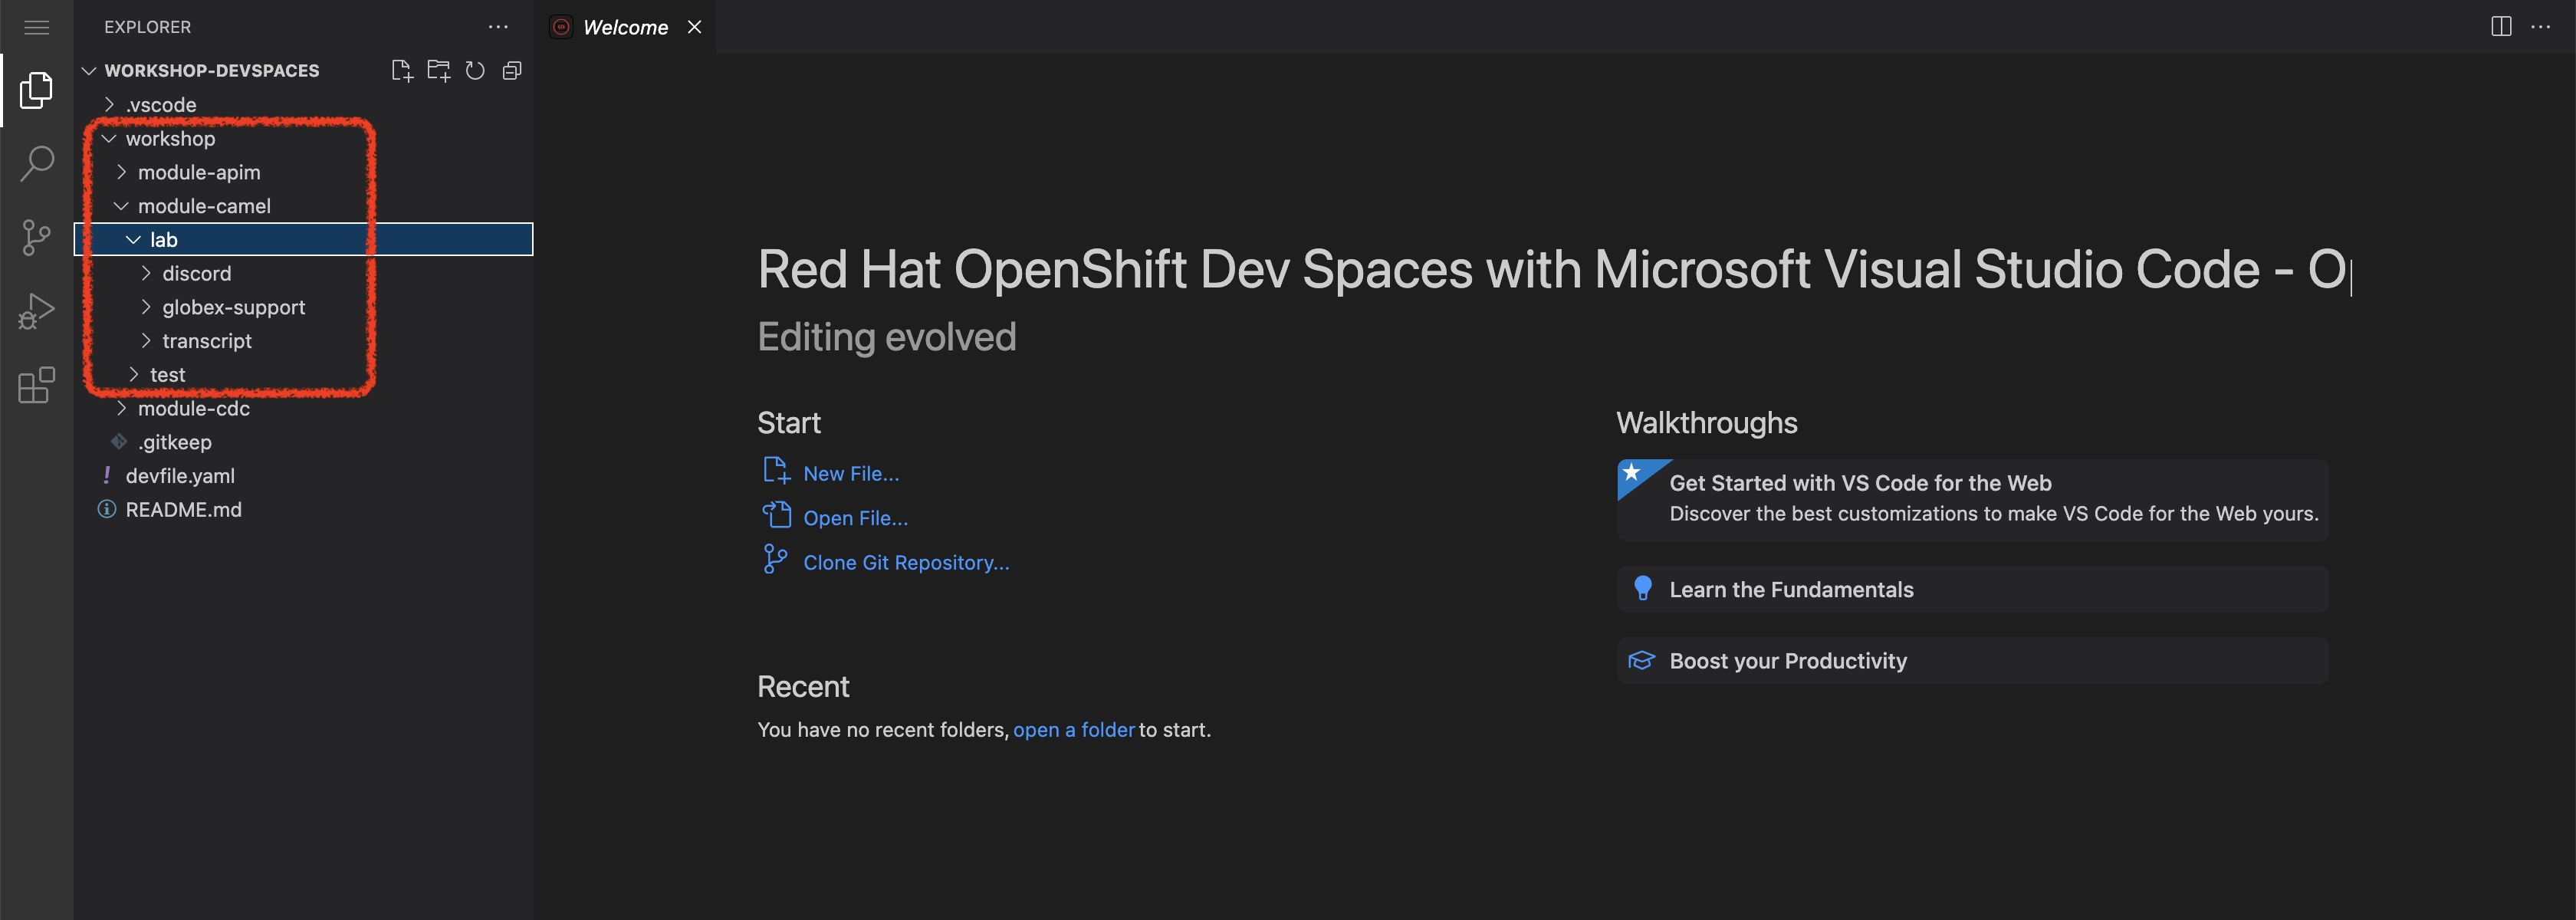 EXPLORER
WORKSHOP-DEVSPACES
.vscode
workshop
module-apim
module-camel
lab
discord
globex-support
transcript
test
module-cdc
.gitkeep
devfile.yaml
README.md
Welcome
Red Hat OpenShift Dev Spaces with Microsoft Visual Studio Code - O
Editing evolved
Start
New File...
Open File...
Clone Git Repository...
Recent
You have no recent folders, open a folder to start.
Walkthroughs
Get Started with VS Code for the Web
Discover the best customizations to make VS Code for the Web yours.
Learn the Fundamentals
Boost your Productivity